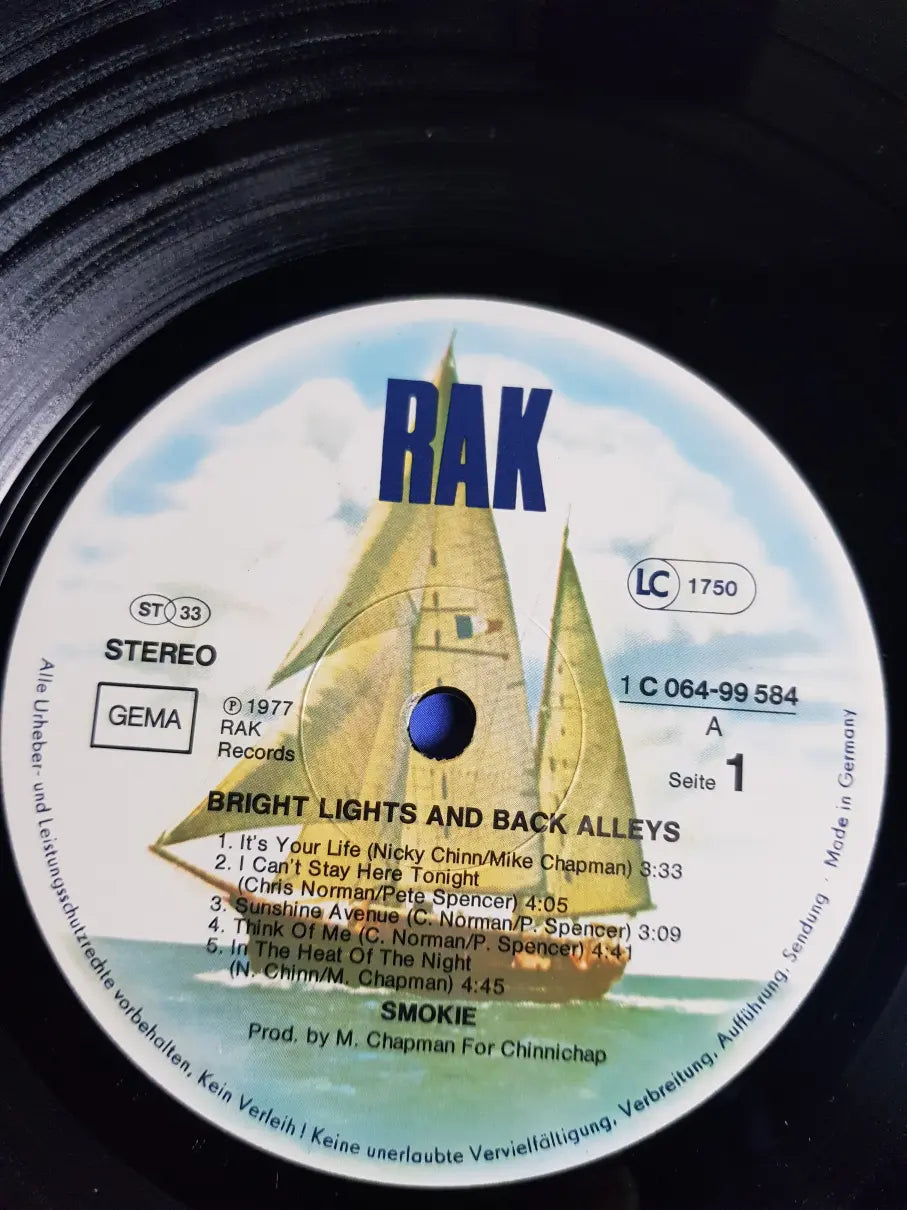 RAK
LC 1750
ST 33
STEREO
GEMA
℗ 1977
RAK
Records
1 C 064-99 584
A
Seite 1
BRIGHT LIGHTS AND BACK ALLEYS
1. It's Your Life (Nicky Chinn/Mike Chapman) 3:33
2. I Can't Stay Here Tonight
(Chris Norman/Pete Spencer) 4:05
3. Sunshine Avenue (C. Norman/P. Spencer) 3:09
4. Think Of Me (C. Norman/P. Spencer) 4:41
5. In The Heat Of The Night
(N. Chinn/M. Chapman) 4:45
SMOKIE
Prod. by M. Chapman For Chinnichap
Alle Urheber- und Leistungsschutzrechte vorbehalten. Kein Verleih! Keine unerlaubte Vervielfältigung, Verbreitung, Aufführung, Sendung · Made in Germany